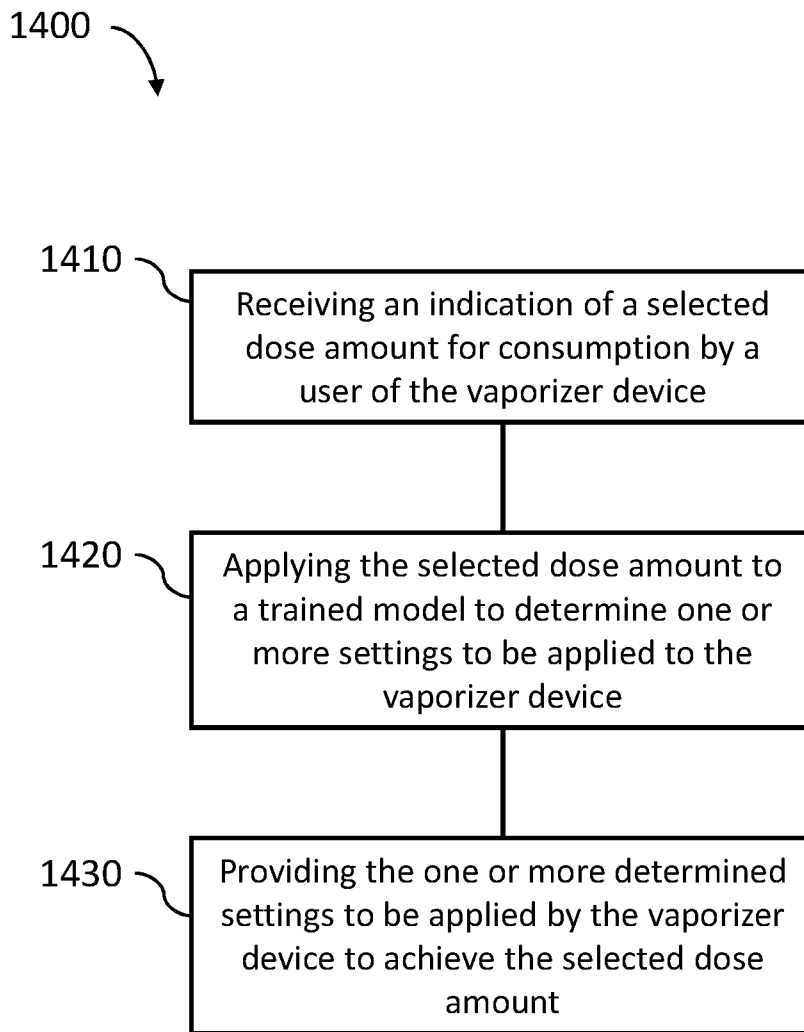 1400
1410
Receiving an indication of a selected
dose amount for consumption by a
user of the vaporizer device
1420
Applying the selected dose amount to
a trained model to determine one or
more settings to be applied to the
vaporizer device
1430
Providing the one or more determined
settings to be applied by the vaporizer
device to achieve the selected dose
amount